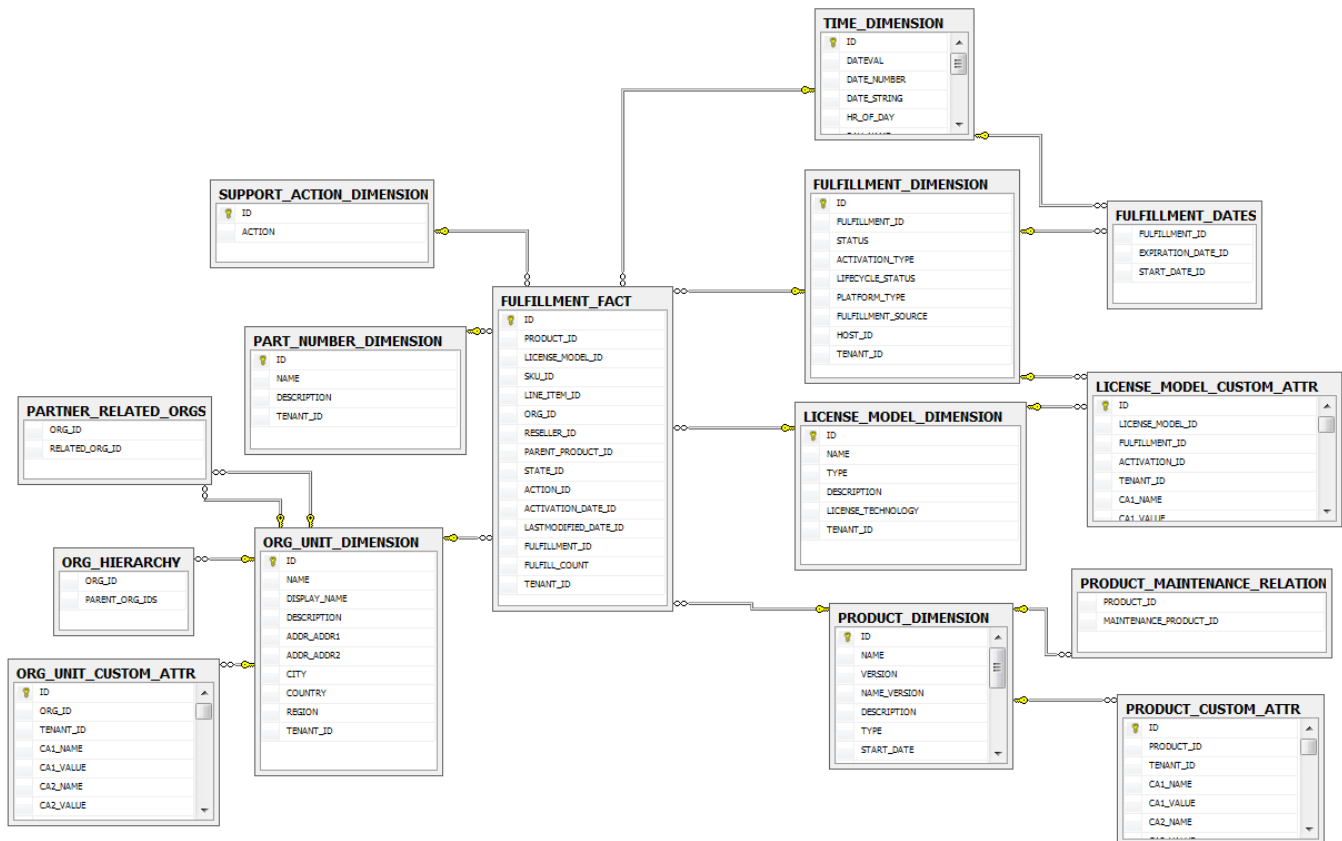 TIME_DIMENSION
ID
DATEVAL
DATE_NUMBER
DATE_STRING
HR_OF_DAY
SUPPORT_ACTION_DIMENSION
ID
ACTION
FULFILLMENT_DIMENSION
ID
FULFILLMENT_ID
STATUS
ACTIVATION_TYPE
LIFECYCLE_STATUS
PLATFORM_TYPE
FULFILLMENT_SOURCE
HOST_ID
TENANT_ID
FULFILLMENT_DATES
FULFILLMENT_ID
EXPIRATION_DATE_ID
START_DATE_ID
FULFILLMENT_FACT
ID
PRODUCT_ID
LICENSE_MODEL_ID
SKU_ID
LINE_ITEM_ID
ORG_ID
RESELLER_ID
PARENT_PRODUCT_ID
STATE_ID
ACTION_ID
ACTIVATION_DATE_ID
LASTMODIFIED_DATE_ID
FULFILLMENT_ID
FULFILL_COUNT
TENANT_ID
PART_NUMBER_DIMENSION
ID
NAME
DESCRIPTION
TENANT_ID
PARTNER_RELATED_ORGS
ORG_ID
RELATED_ORG_ID
LICENSE_MODEL_CUSTOM_ATTR
ID
LICENSE_MODEL_ID
FULFILLMENT_ID
ACTIVATION_ID
TENANT_ID
CA1_NAME
CA1_VALUE
LICENSE_MODEL_DIMENSION
ID
NAME
TYPE
DESCRIPTION
LICENSE_TECHNOLOGY
TENANT_ID
ORG_UNIT_DIMENSION
ID
NAME
DISPLAY_NAME
DESCRIPTION
ADDR_ADDR1
ADDR_ADDR2
CITY
COUNTRY
REGION
TENANT_ID
ORG_HIERARCHY
ORG_ID
PARENT_ORG_IDS
PRODUCT_MAINTENANCE_RELATION
PRODUCT_ID
MAINTENANCE_PRODUCT_ID
PRODUCT_DIMENSION
ID
NAME
VERSION
NAME_VERSION
DESCRIPTION
TYPE
START_DATE
ORG_UNIT_CUSTOM_ATTR
ID
ORG_ID
TENANT_ID
CA1_NAME
CA1_VALUE
CA2_NAME
CA2_VALUE
PRODUCT_CUSTOM_ATTR
ID
PRODUCT_ID
TENANT_ID
CA1_NAME
CA1_VALUE
CA2_NAME